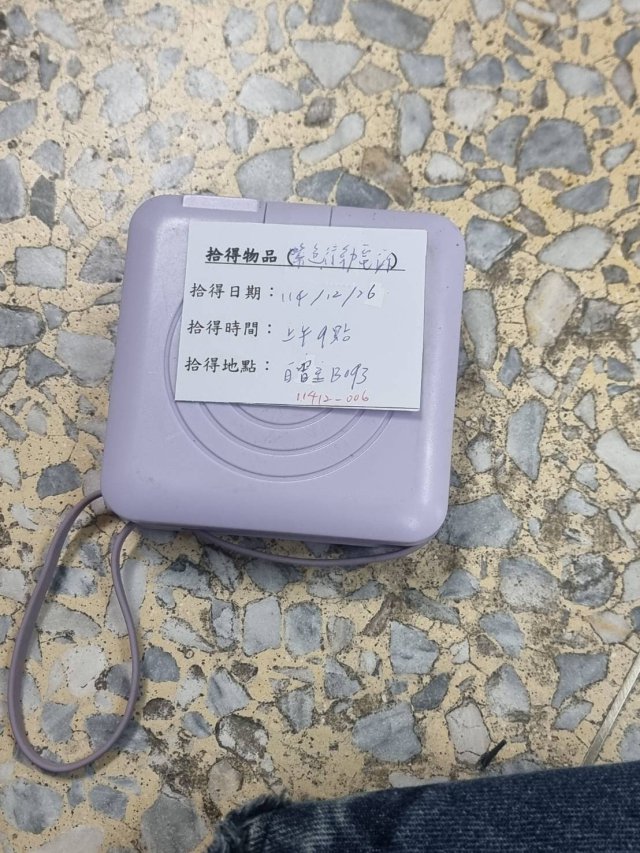 拾得物品（紫色行動電源）
拾得日期：114/12/26
拾得時間：上午9點
拾得地點：自習室B093
11412-006